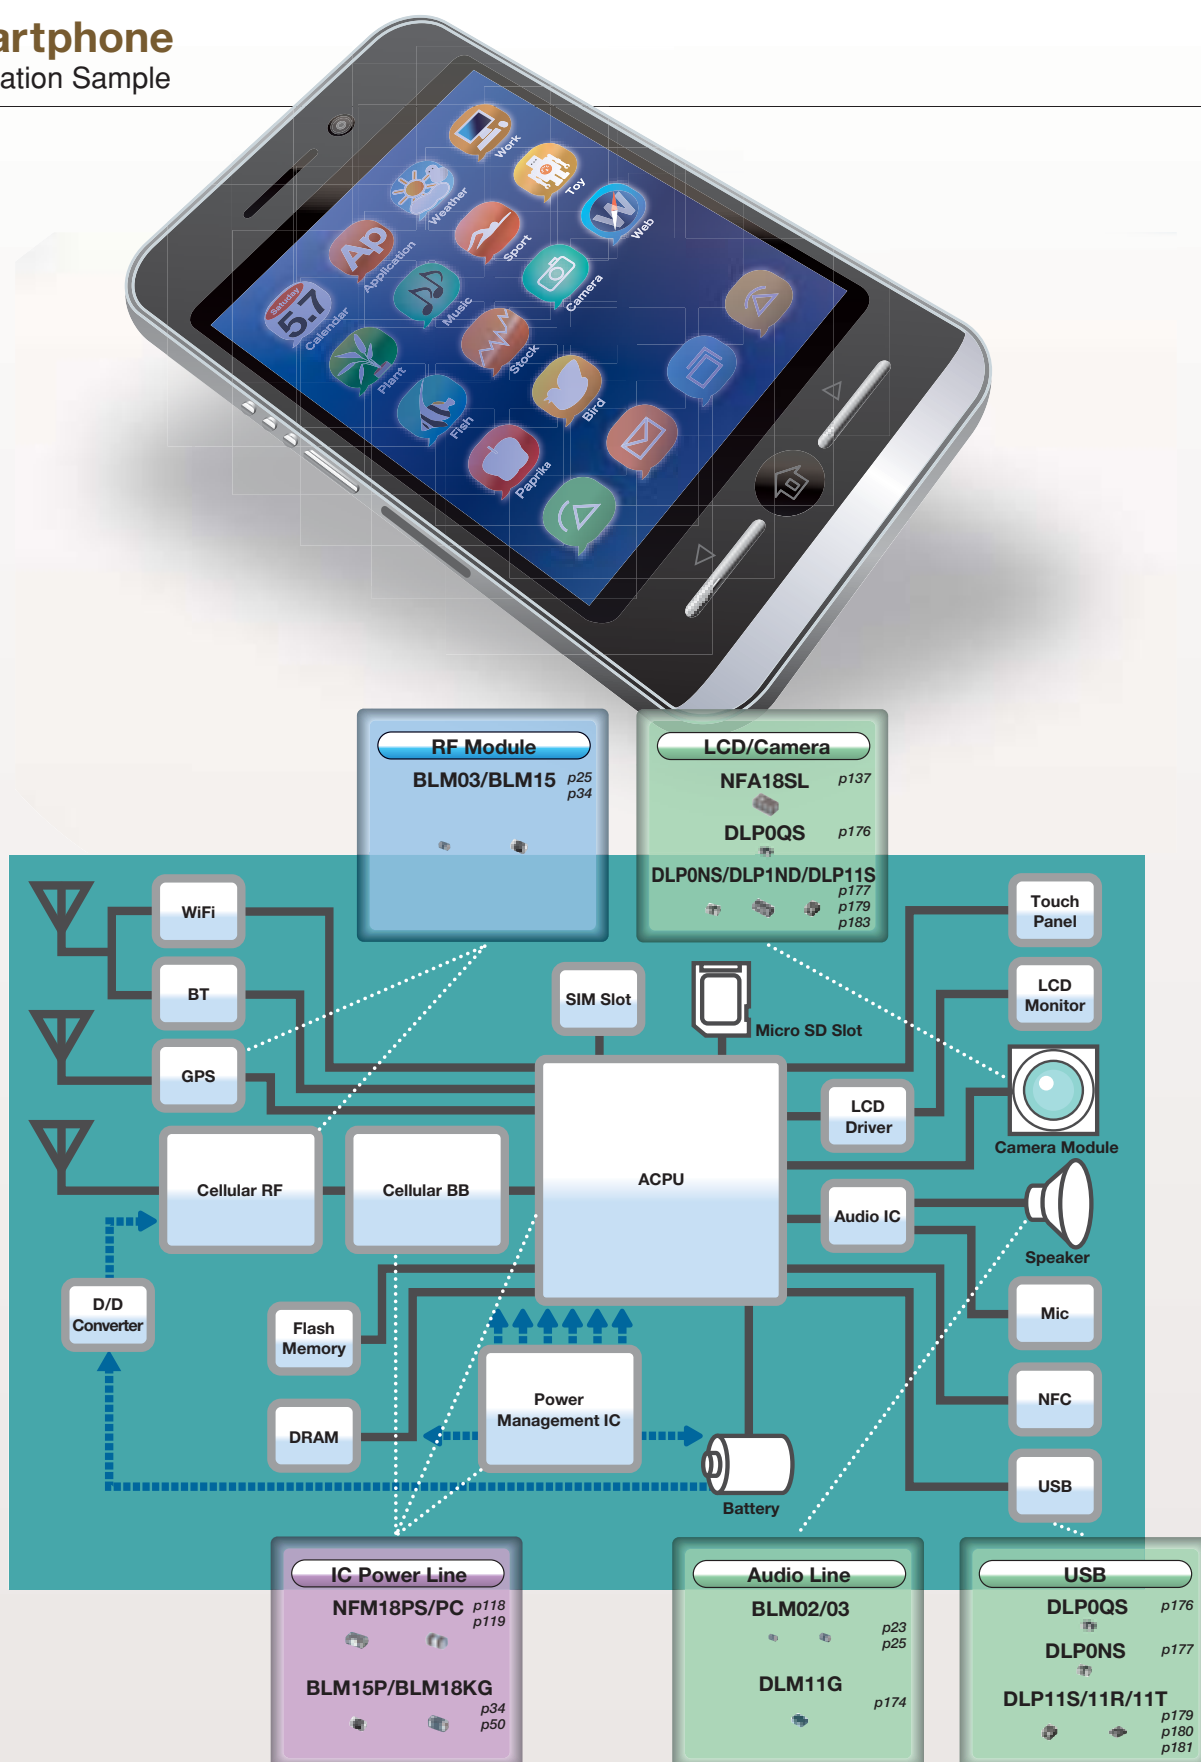 artphone
ation Sample
Work
Toy
Web
Weather
Sport
Camera
Ap
Application
Music
Stock
Bird
Saturday
5.7
Calendar
Plant
Fish
Paprika
RF Module
BLM03/BLM15 p25
p34
LCD/Camera
NFA18SL p137
DLP0QS p176
DLP0NS/DLP1ND/DLP11S
p177
p179
p183
WiFi
BT
GPS
SIM Slot
Micro SD Slot
Touch
Panel
LCD
Monitor
LCD
Driver
Camera Module
Cellular RF
Cellular BB
ACPU
Audio IC
Speaker
D/D
Converter
Flash
Memory
Mic
Power
Management IC
NFC
DRAM
USB
Battery
IC Power Line
NFM18PS/PC p118
p119
BLM15P/BLM18KG
p34
p50
Audio Line
BLM02/03
p23
p25
DLM11G
p174
USB
DLP0QS p176
DLP0NS p177
DLP11S/11R/11T
p179
p180
p181